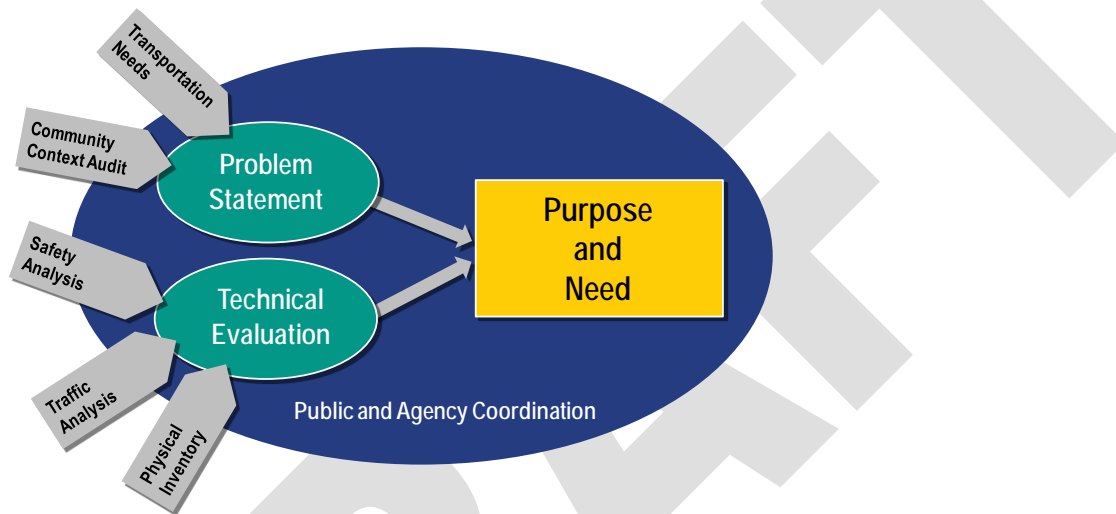 Transportation
Needs
Community
Context Audit
Problem
Statement
Purpose
and
Need
Safety
Analysis
Technical
Evaluation
Traffic
Analysis
Physical
Inventory
Public and Agency Coordination